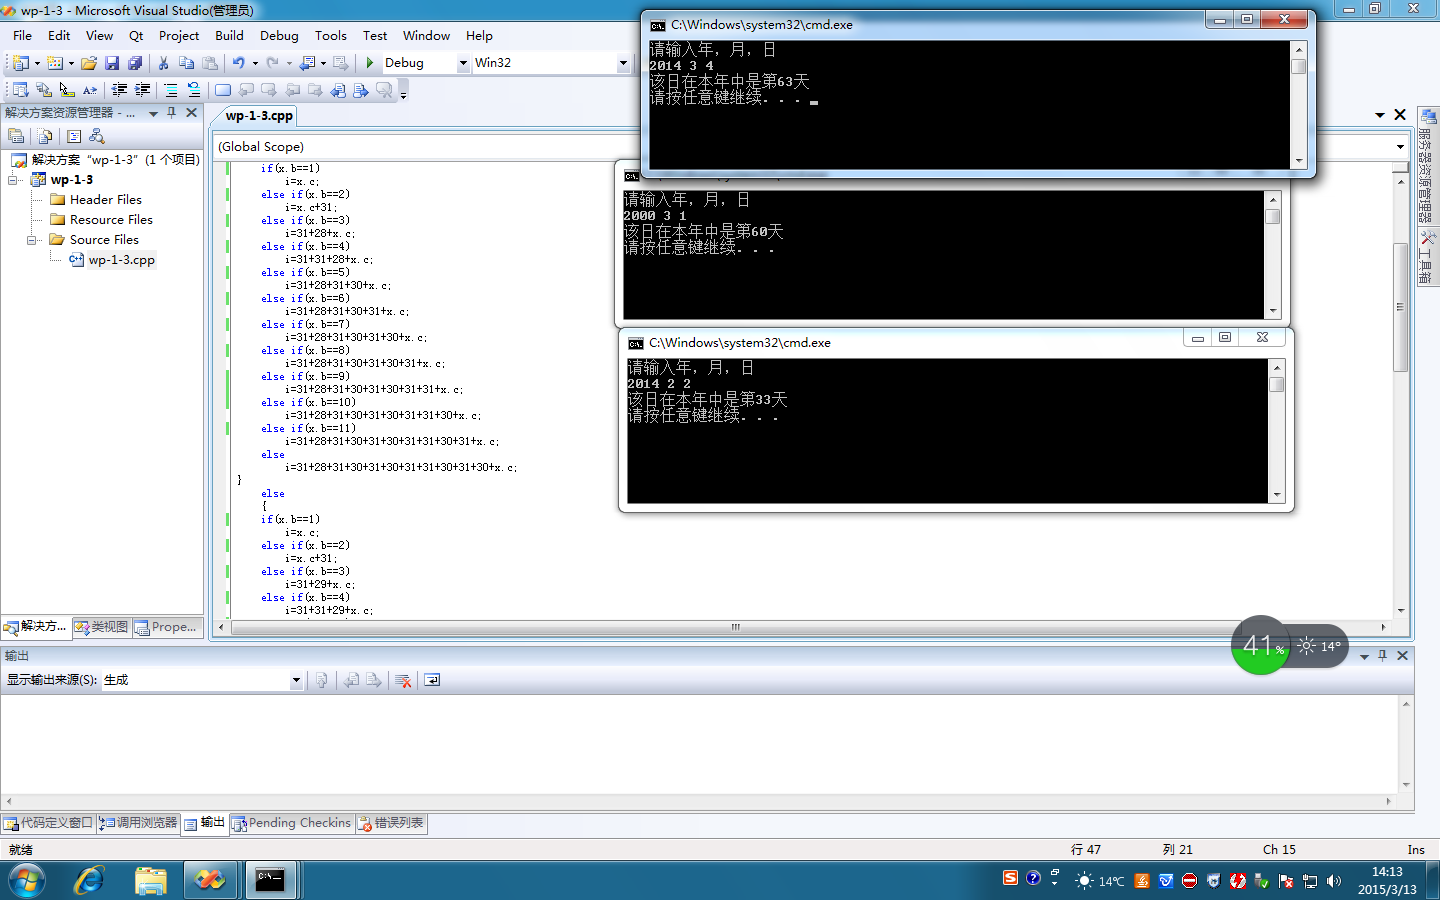 wp-1-3 - Microsoft Visual Studio(管理员)
File Edit View Qt Project Build Debug Tools Test Window Help
Debug Win32
解决方案资源管理器 - ...
解决方案“wp-1-3”(1 个项目)
wp-1-3
Header Files
Resource Files
Source Files
wp-1-3.cpp
解决方... 类视图 Prope...
wp-1-3.cpp
(Global Scope)
if(x.b==1)
i=x.c;
else if(x.b==2)
i=x.c+31;
else if(x.b==3)
i=31+28+x.c;
else if(x.b==4)
i=31+31+28+x.c;
else if(x.b==5)
i=31+28+31+30+x.c;
else if(x.b==6)
i=31+28+31+30+31+x.c;
else if(x.b==7)
i=31+28+31+30+31+30+x.c;
else if(x.b==8)
i=31+28+31+30+31+30+31+x.c;
else if(x.b==9)
i=31+28+31+30+31+30+31+31+x.c;
else if(x.b==10)
i=31+28+31+30+31+30+31+31+30+x.c;
else if(x.b==11)
i=31+28+31+30+31+30+31+31+30+31+x.c;
else
i=31+28+31+30+31+30+31+31+30+31+30+x.c;
}
else
{
if(x.b==1)
i=x.c;
else if(x.b==2)
i=x.c+31;
else if(x.b==3)
i=31+29+x.c;
else if(x.b==4)
i=31+31+29+x.c;
C:\Windows\system32\cmd.exe
请输入年，月，日
2014 3 4
该日在本年中是第63天
请按任意键继续. . .
请输入年，月，日
2000 3 1
该日在本年中是第60天
请按任意键继续. . .
C:\Windows\system32\cmd.exe
请输入年，月，日
2014 2 2
该日在本年中是第33天
请按任意键继续. . .
服务器资源管理器
工具箱
41%
14°
输出
显示输出来源(S): 生成
代码定义窗口 调用浏览器 输出 Pending Checkins 错误列表
就绪 行 47 列 21 Ch 15 Ins
14℃
14:13
2015/3/13